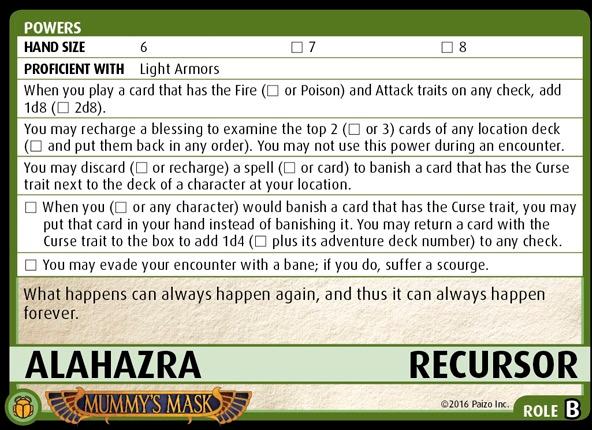 POWERS
HAND SIZE 6 □ 7 □ 8
PROFICIENT WITH Light Armors
When you play a card that has the Fire (□ or Poison) and Attack traits on any check, add
1d8 (□ 2d8).
You may recharge a blessing to examine the top 2 (□ or 3) cards of any location deck
(□ and put them back in any order). You may not use this power during an encounter.
You may discard (□ or recharge) a spell (□ or card) to banish a card that has the Curse
trait next to the deck of a character at your location.
□ When you (□ or any character) would banish a card that has the Curse trait, you may
put that card in your hand instead of banishing it. You may return a card with the
Curse trait to the box to add 1d4 (□ plus its adventure deck number) to any check.
□ You may evade your encounter with a bane; if you do, suffer a scourge.
What happens can always happen again, and thus it can always happen
forever.
ALAHAZRA RECURSOR
MUMMY'S MASK ©2016 Paizo Inc. ROLE B